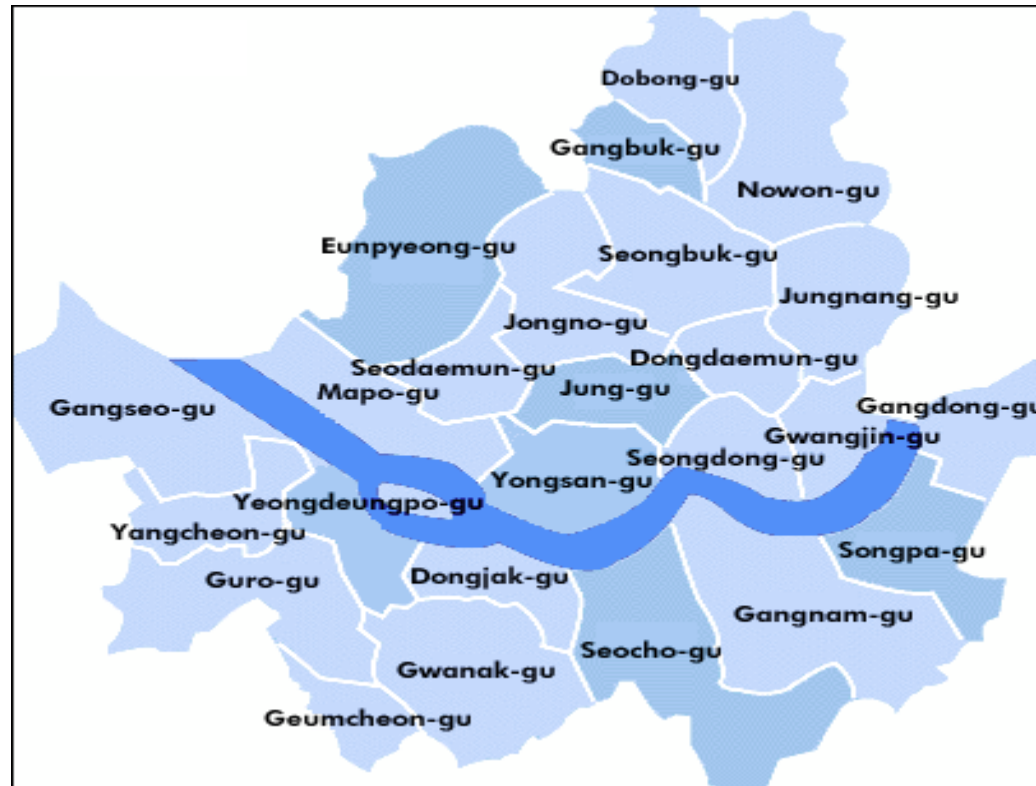 Dobong-gu
Gangbuk-gu
Nowon-gu
Eunpyeong-gu
Seongbuk-gu
Jungnang-gu
Jongno-gu
Dongdaemun-gu
Seodaemun-gu
Jung-gu
Mapo-gu
Gangseo-gu
Gangdong-gu
Gwangjin-gu
Seongdong-gu
Yongsan-gu
Yeongdeungpo-gu
Yangcheon-gu
Songpa-gu
Guro-gu
Dongjak-gu
Gangnam-gu
Seocho-gu
Gwanak-gu
Geumcheon-gu